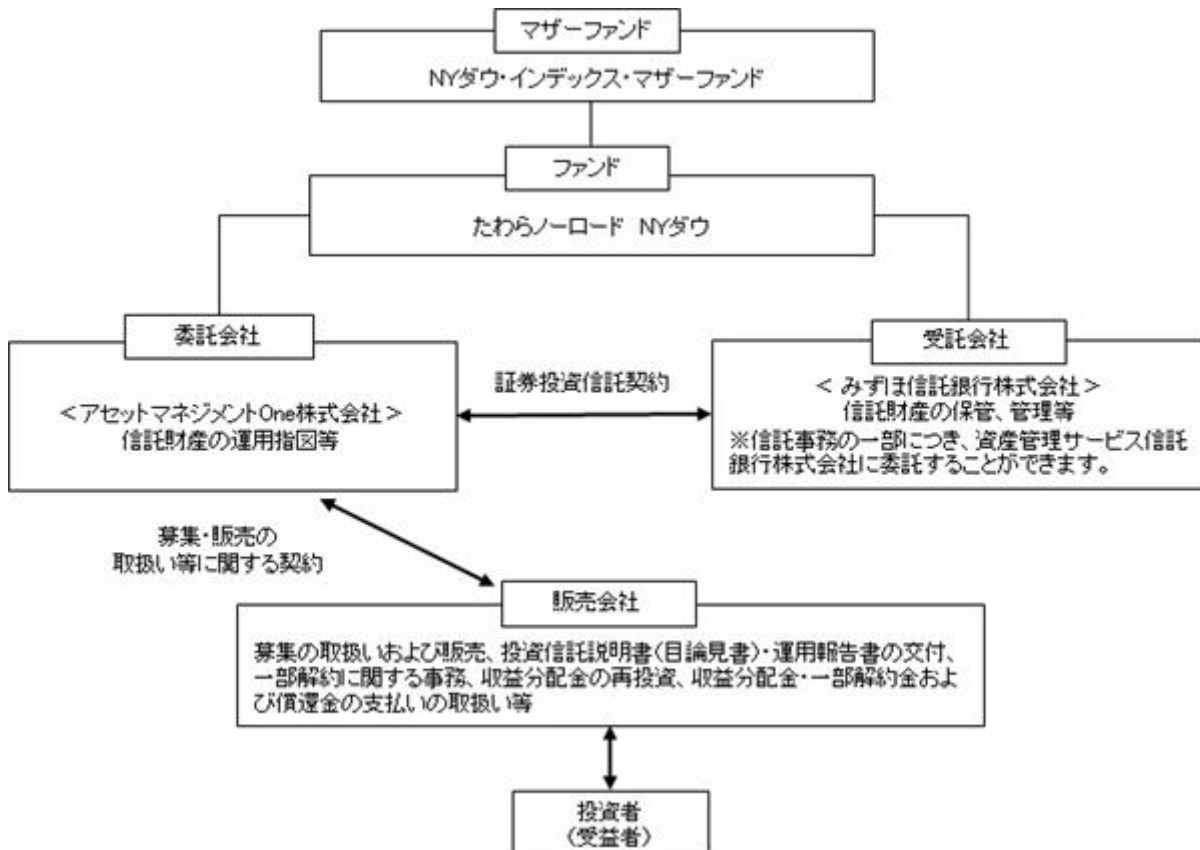 マザーファンド
NYダウ・インデックス・マザーファンド
ファンド
たわらノーロード NYダウ
委託会社
<アセットマネジメントOne株式会社>
信託財産の運用指図等
証券投資信託契約
受託会社
<みずほ信託銀行株式会社>
信託財産の保管、管理等
※信託事務の一部につき、資産管理サービス信託
銀行株式会社に委託することができます。
募集・販売の
取扱い等に関する契約
販売会社
募集の取扱いおよび販売、投資信託説明書(目論見書)・運用報告書の交付、
一部解約に関する事務、収益分配金の再投資、収益分配金・一部解約金およ
び償還金の支払いの取扱い等
投資者
(受益者)